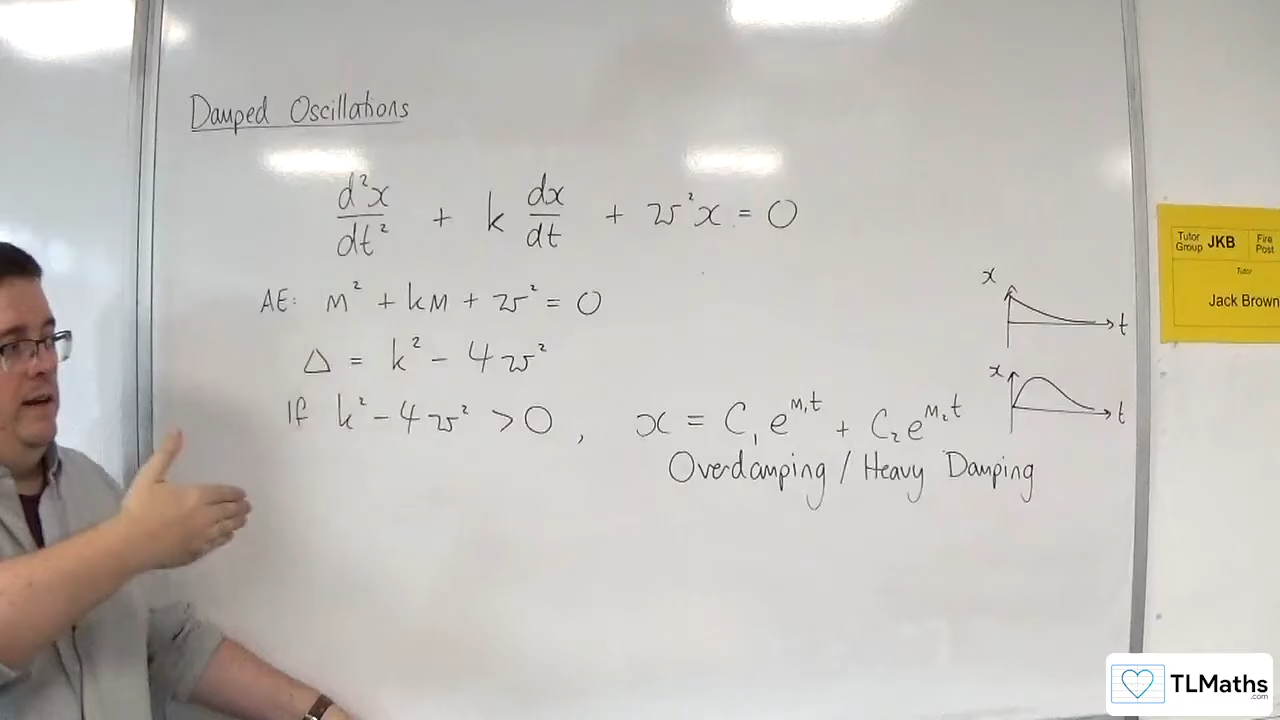 Damped Oscillations
d²x/dt² + k dx/dt + ω²x = 0
AE: m² + km + ω² = 0
Δ = k² - 4ω²
If k² - 4ω² > 0, x = C₁e^(m₁t) + C₂e^(m₂t)
Overdamping / Heavy Damping
x
t
x
t
Tutor Group JKB
Fire Post
Tutor
Jack Brown
TLMaths
.com